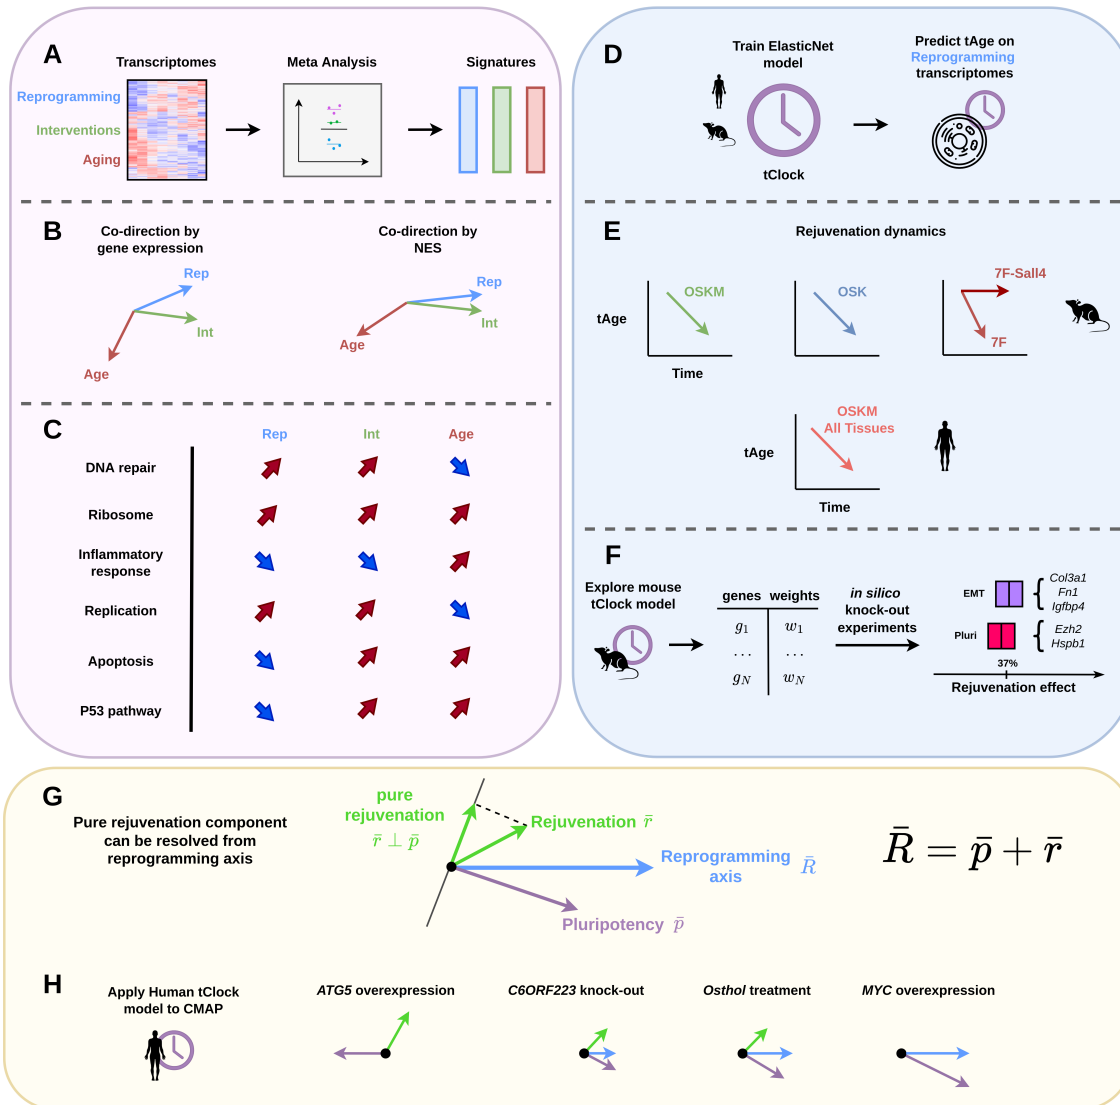 A
Transcriptomes
Meta Analysis
Signatures
Reprogramming
Interventions
Aging
B
Co-direction by
gene expression
Co-direction by
NES
Rep
Int
Age
Rep
Int
Age
C
Rep Int Age
DNA repair
Ribosome
Inflammatory
response
Replication
Apoptosis
P53 pathway
D
Train ElasticNet
model
tClock
Predict tAge on
Reprogramming
transcriptomes
E
Rejuvenation dynamics
tAge
OSKM
Time
OSK
7F-Sall4
7F
OSKM
All Tissues
tAge
Time
F
Explore mouse
tClock model
genes weights
g1 w1
... ...
gN wN
in silico
knock-out
experiments
EMT
{
Col3a1
Fn1
Igfbp4
Pluri
{
Ezh2
Hspb1
37%
Rejuvenation effect
G
Pure rejuvenation component
can be resolved from
reprogramming axis
pure
rejuvenation
r̄ ⊥ p̄
Rejuvenation r̄
Reprogramming
axis R̄
Pluripotency p̄
R̄ = p̄ + r̄
H
Apply Human tClock
model to CMAP
ATG5 overexpression
C6ORF223 knock-out
Osthol treatment
MYC overexpression